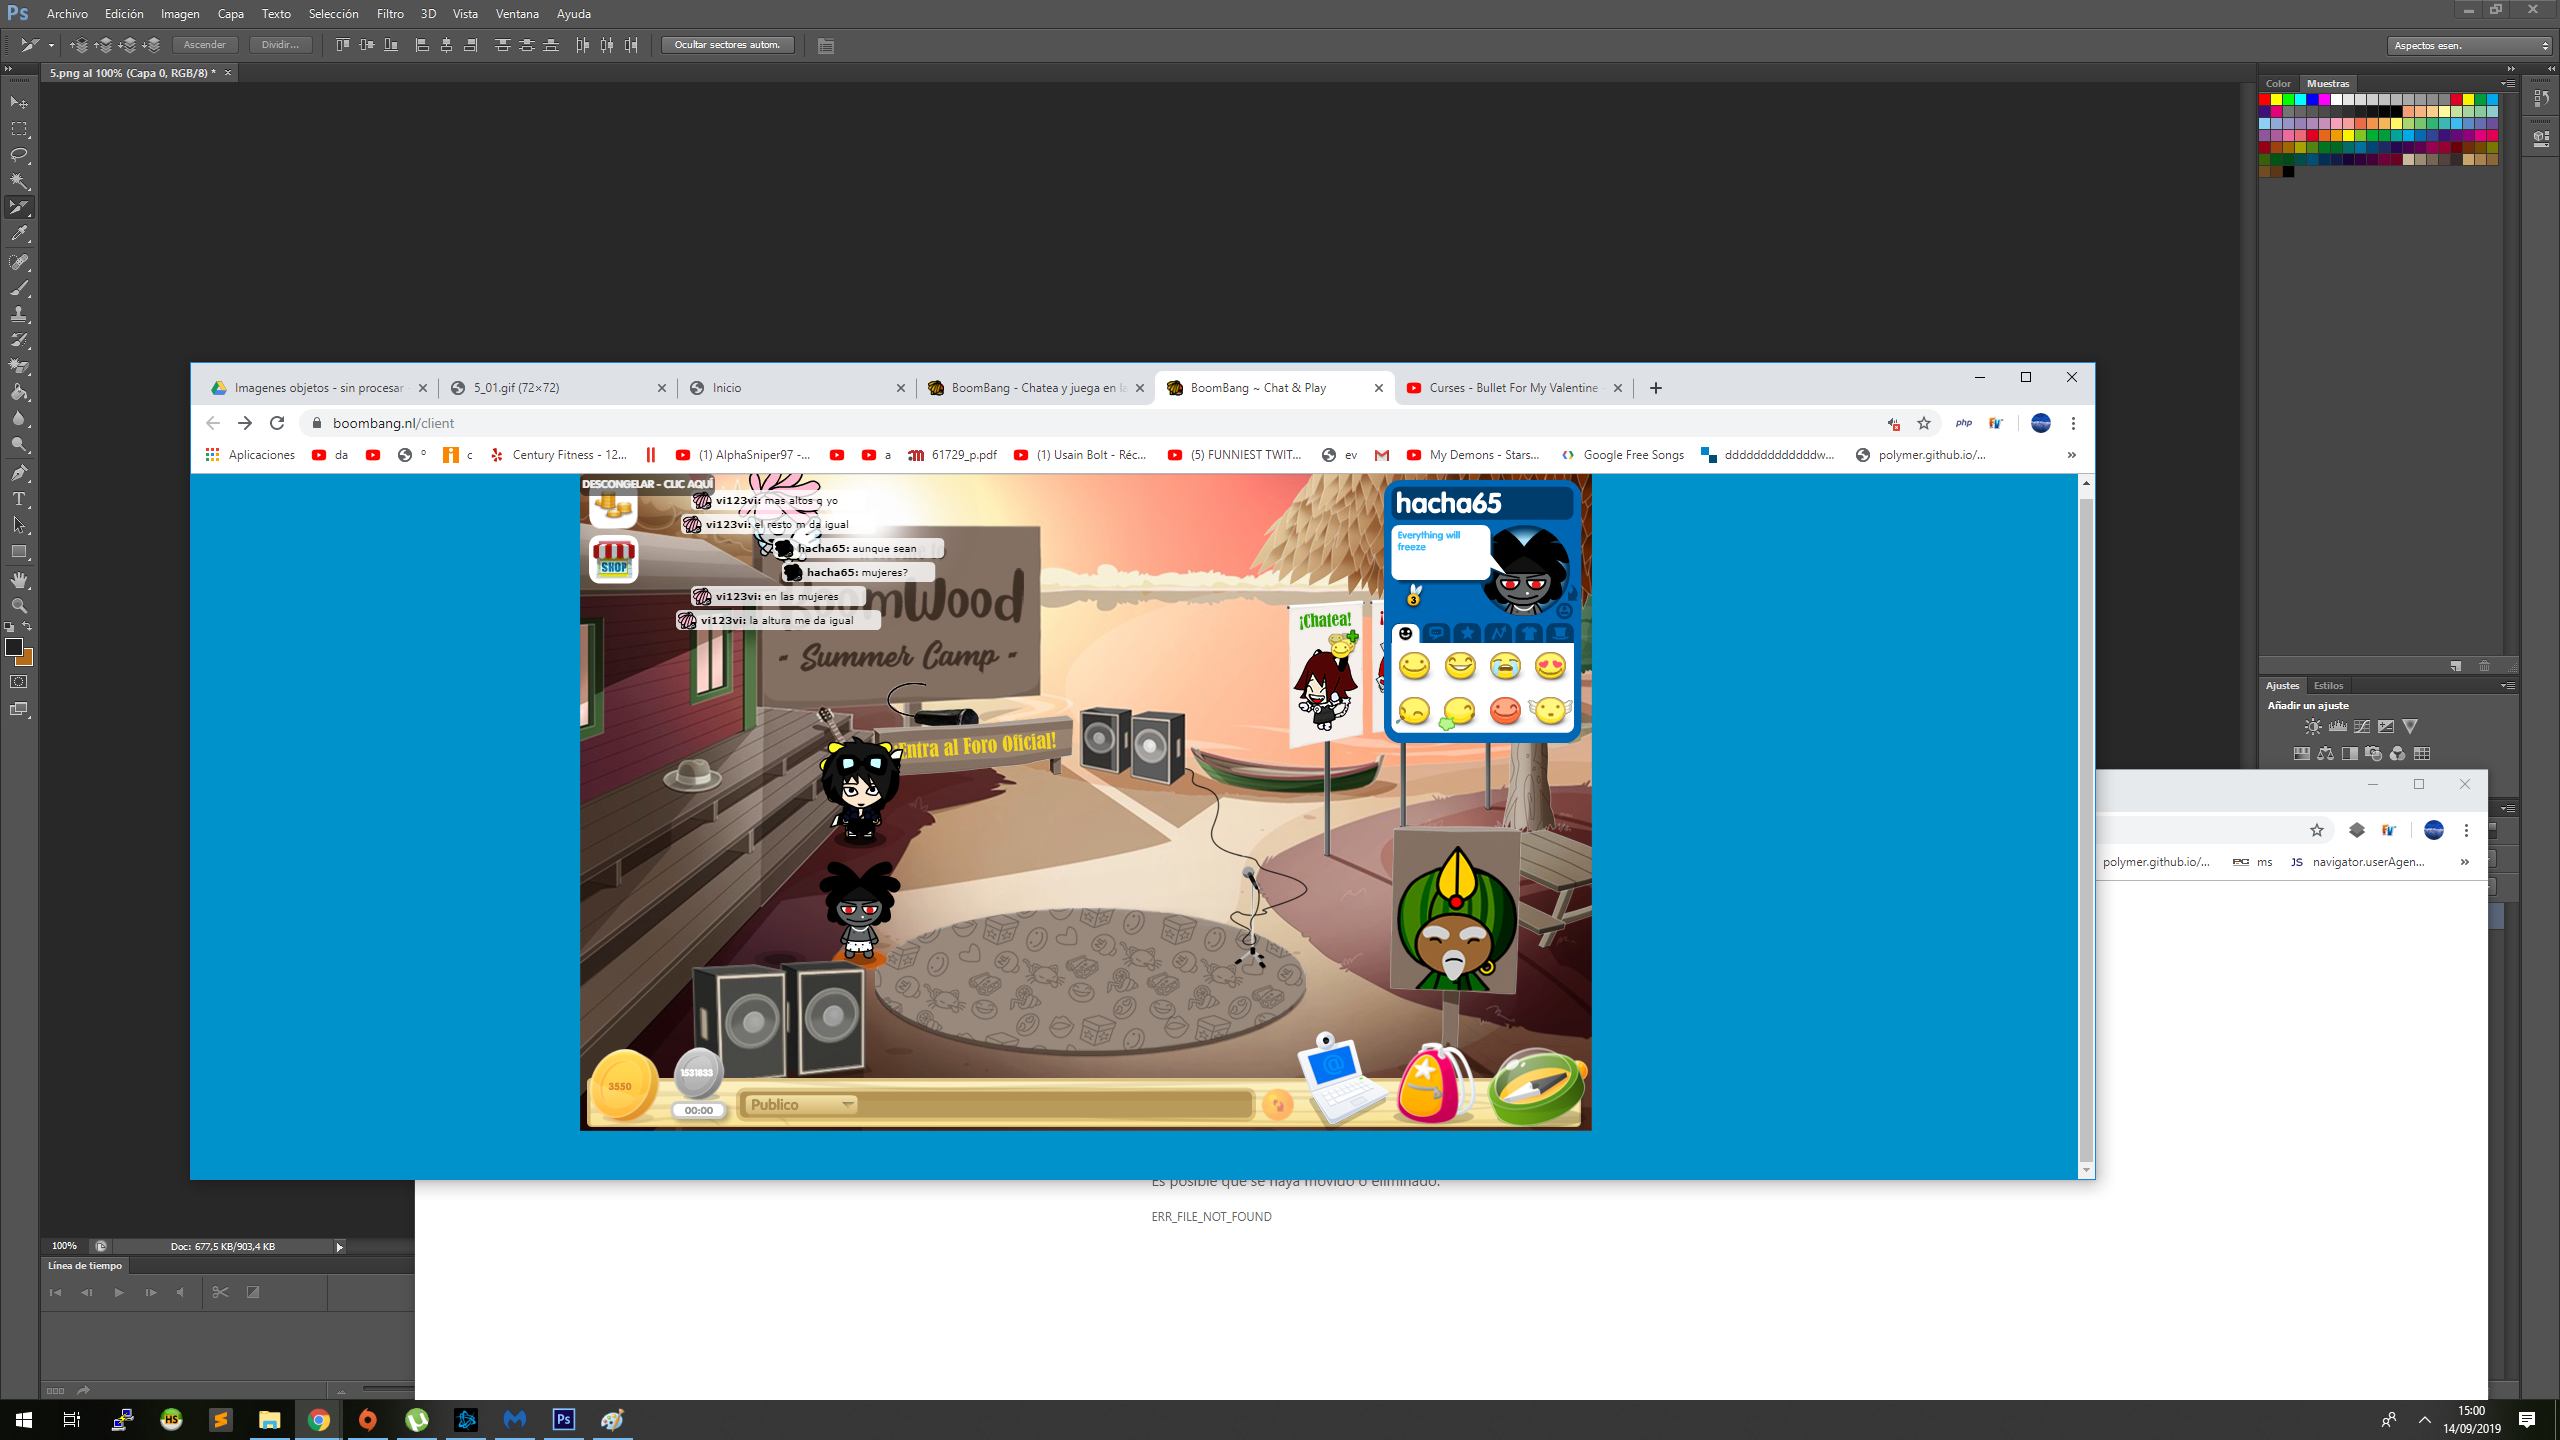 Ps Archivo Edición Imagen Capa Texto Selección Filtro 3D Vista Ventana Ayuda
Ascender Dividir... Ocultar sectores autom. Aspectos esen.
5.png al 100% (Capa 0, RGB/8) * ×
Color Muestras
Imagenes objetos - sin procesar 5_01.gif (72×72) Inicio BoomBang - Chatea y juega en la BoomBang ~ Chat & Play Curses - Bullet For My Valentine
boombang.nl/client php
Aplicaciones da º c Century Fitness - 12... (1) AlphaSniper97 -... a 61729_p.pdf (1) Usain Bolt - Réc... (5) FUNNIEST TWIT... ev My Demons - Stars... Google Free Songs dddddddddddddw... polymer.github.io/... »
DESCONGELAR - CLIC AQUÍ
vi123vi: mas altos q yo
vi123vi: el resto m da igual
hacha65: aunque sean
hacha65: mujeres?
vi123vi: en las mujeres
vi123vi: la altura me da igual
SHOP
Wood
- Summer Camp -
¡Entra al Foro Oficial!
¡Chatea!
hacha65
Everything will
freeze
3
3550
1531833
00:00
Publico
Ajustes Estilos
Añadir un ajuste
polymer.github.io/... ms JS navigator.userAgen... »
Es posible que se haya movido o eliminado.
ERR_FILE_NOT_FOUND
100% Doc: 677,5 KB/903,4 KB
Línea de tiempo
HS Ps
15:00
14/09/2019